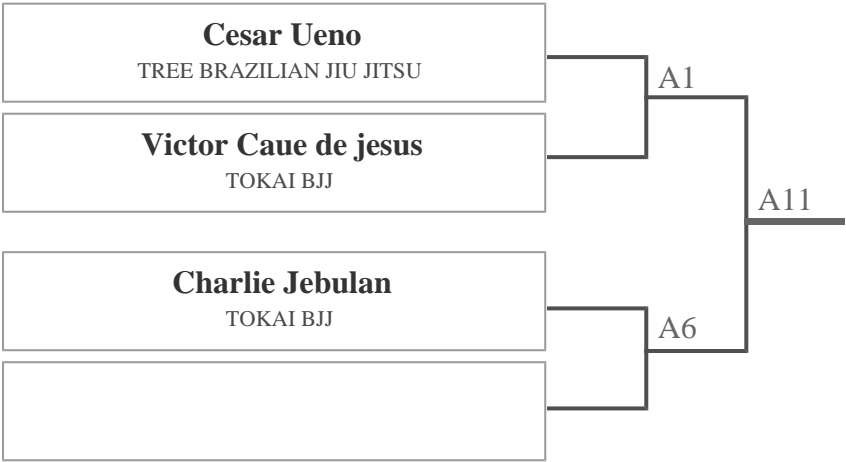 Cesar Ueno
TREE BRAZILIAN JIU JITSU
A1
Victor Caue de jesus
TOKAI BJJ
A11
Charlie Jebulan
TOKAI BJJ
A6